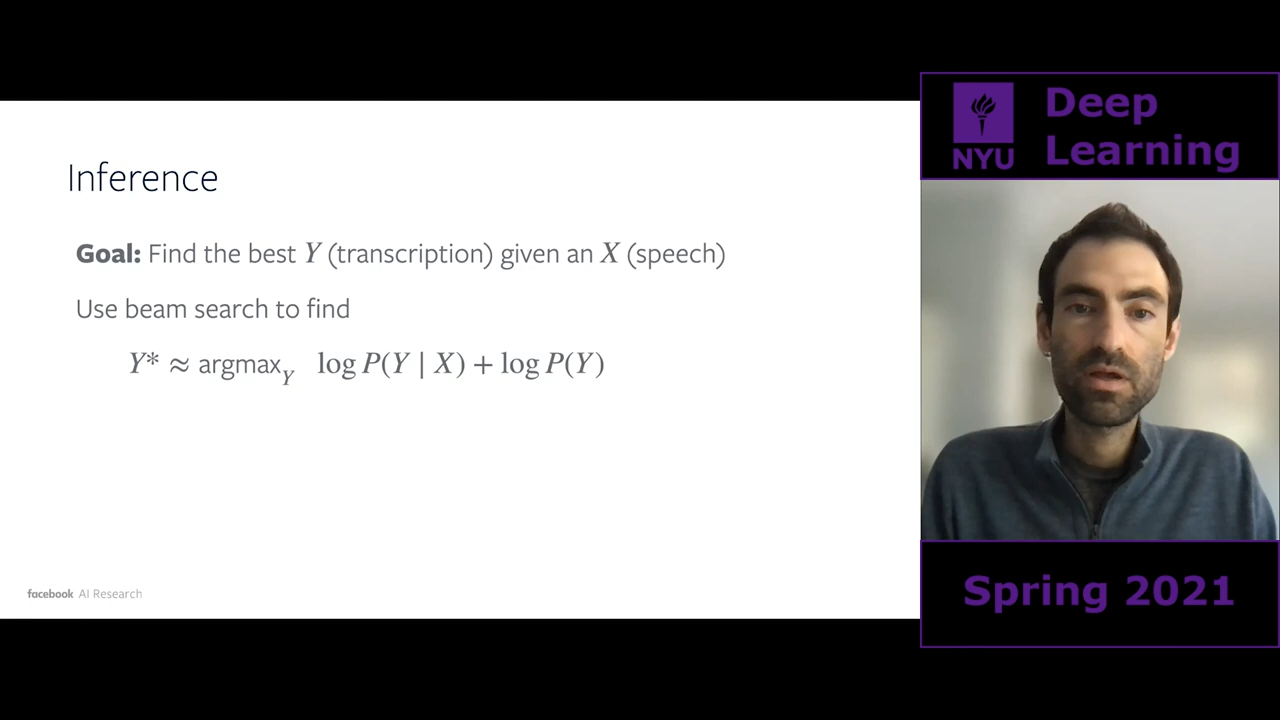 Inference
Goal: Find the best Y (transcription) given an X (speech)
Use beam search to find
Y* ≈ argmax_Y log P(Y | X) + log P(Y)
facebook AI Research
NYU
Deep
Learning
Spring 2021